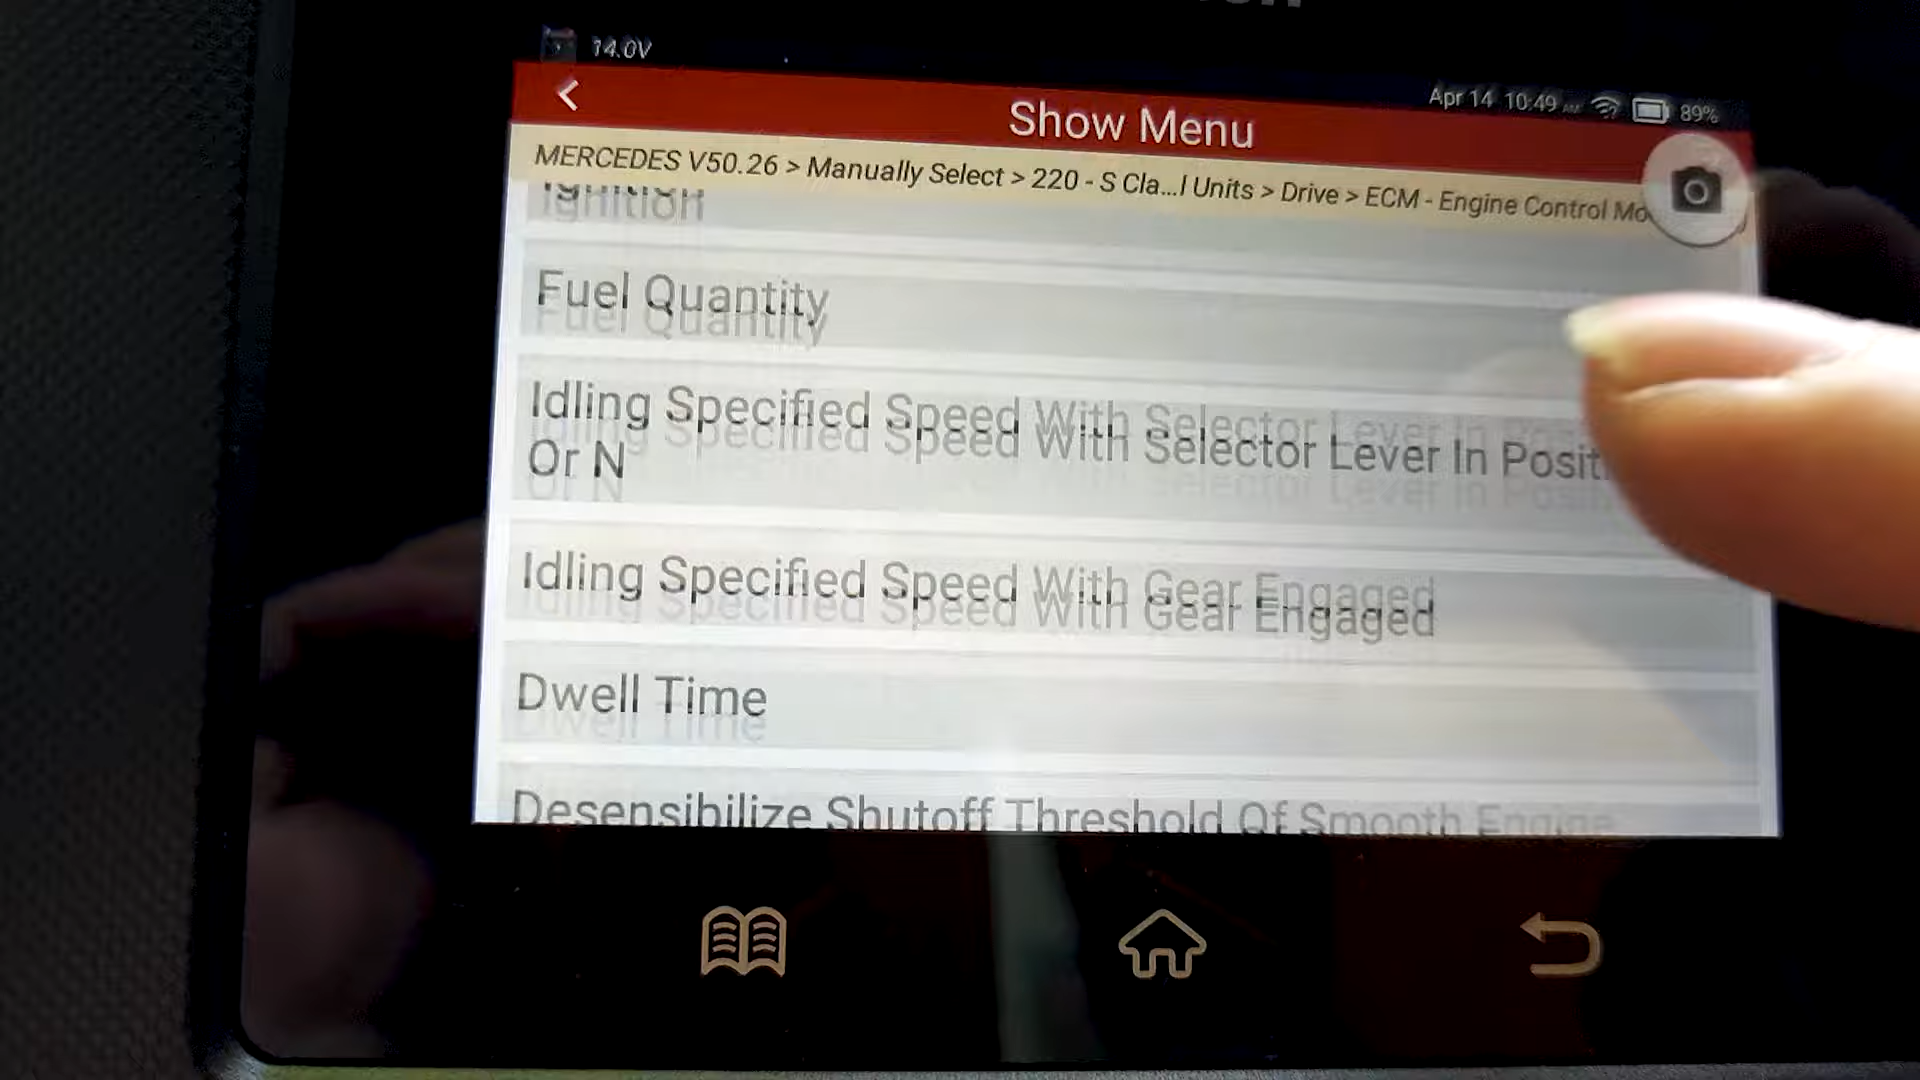 14.0V
Apr 14 10:49 AM 89%
Show Menu
MERCEDES V50.26 > Manually Select > 220 - S Cla...l Units > Drive > ECM - Engine Control Mo
Ignition
Fuel Quantity
Idling Specified Speed With Selector Lever In Posit
Or N
Idling Specified Speed With Gear Engaged
Dwell Time
Desensibilize Shutoff Threshold Of Smooth Engine